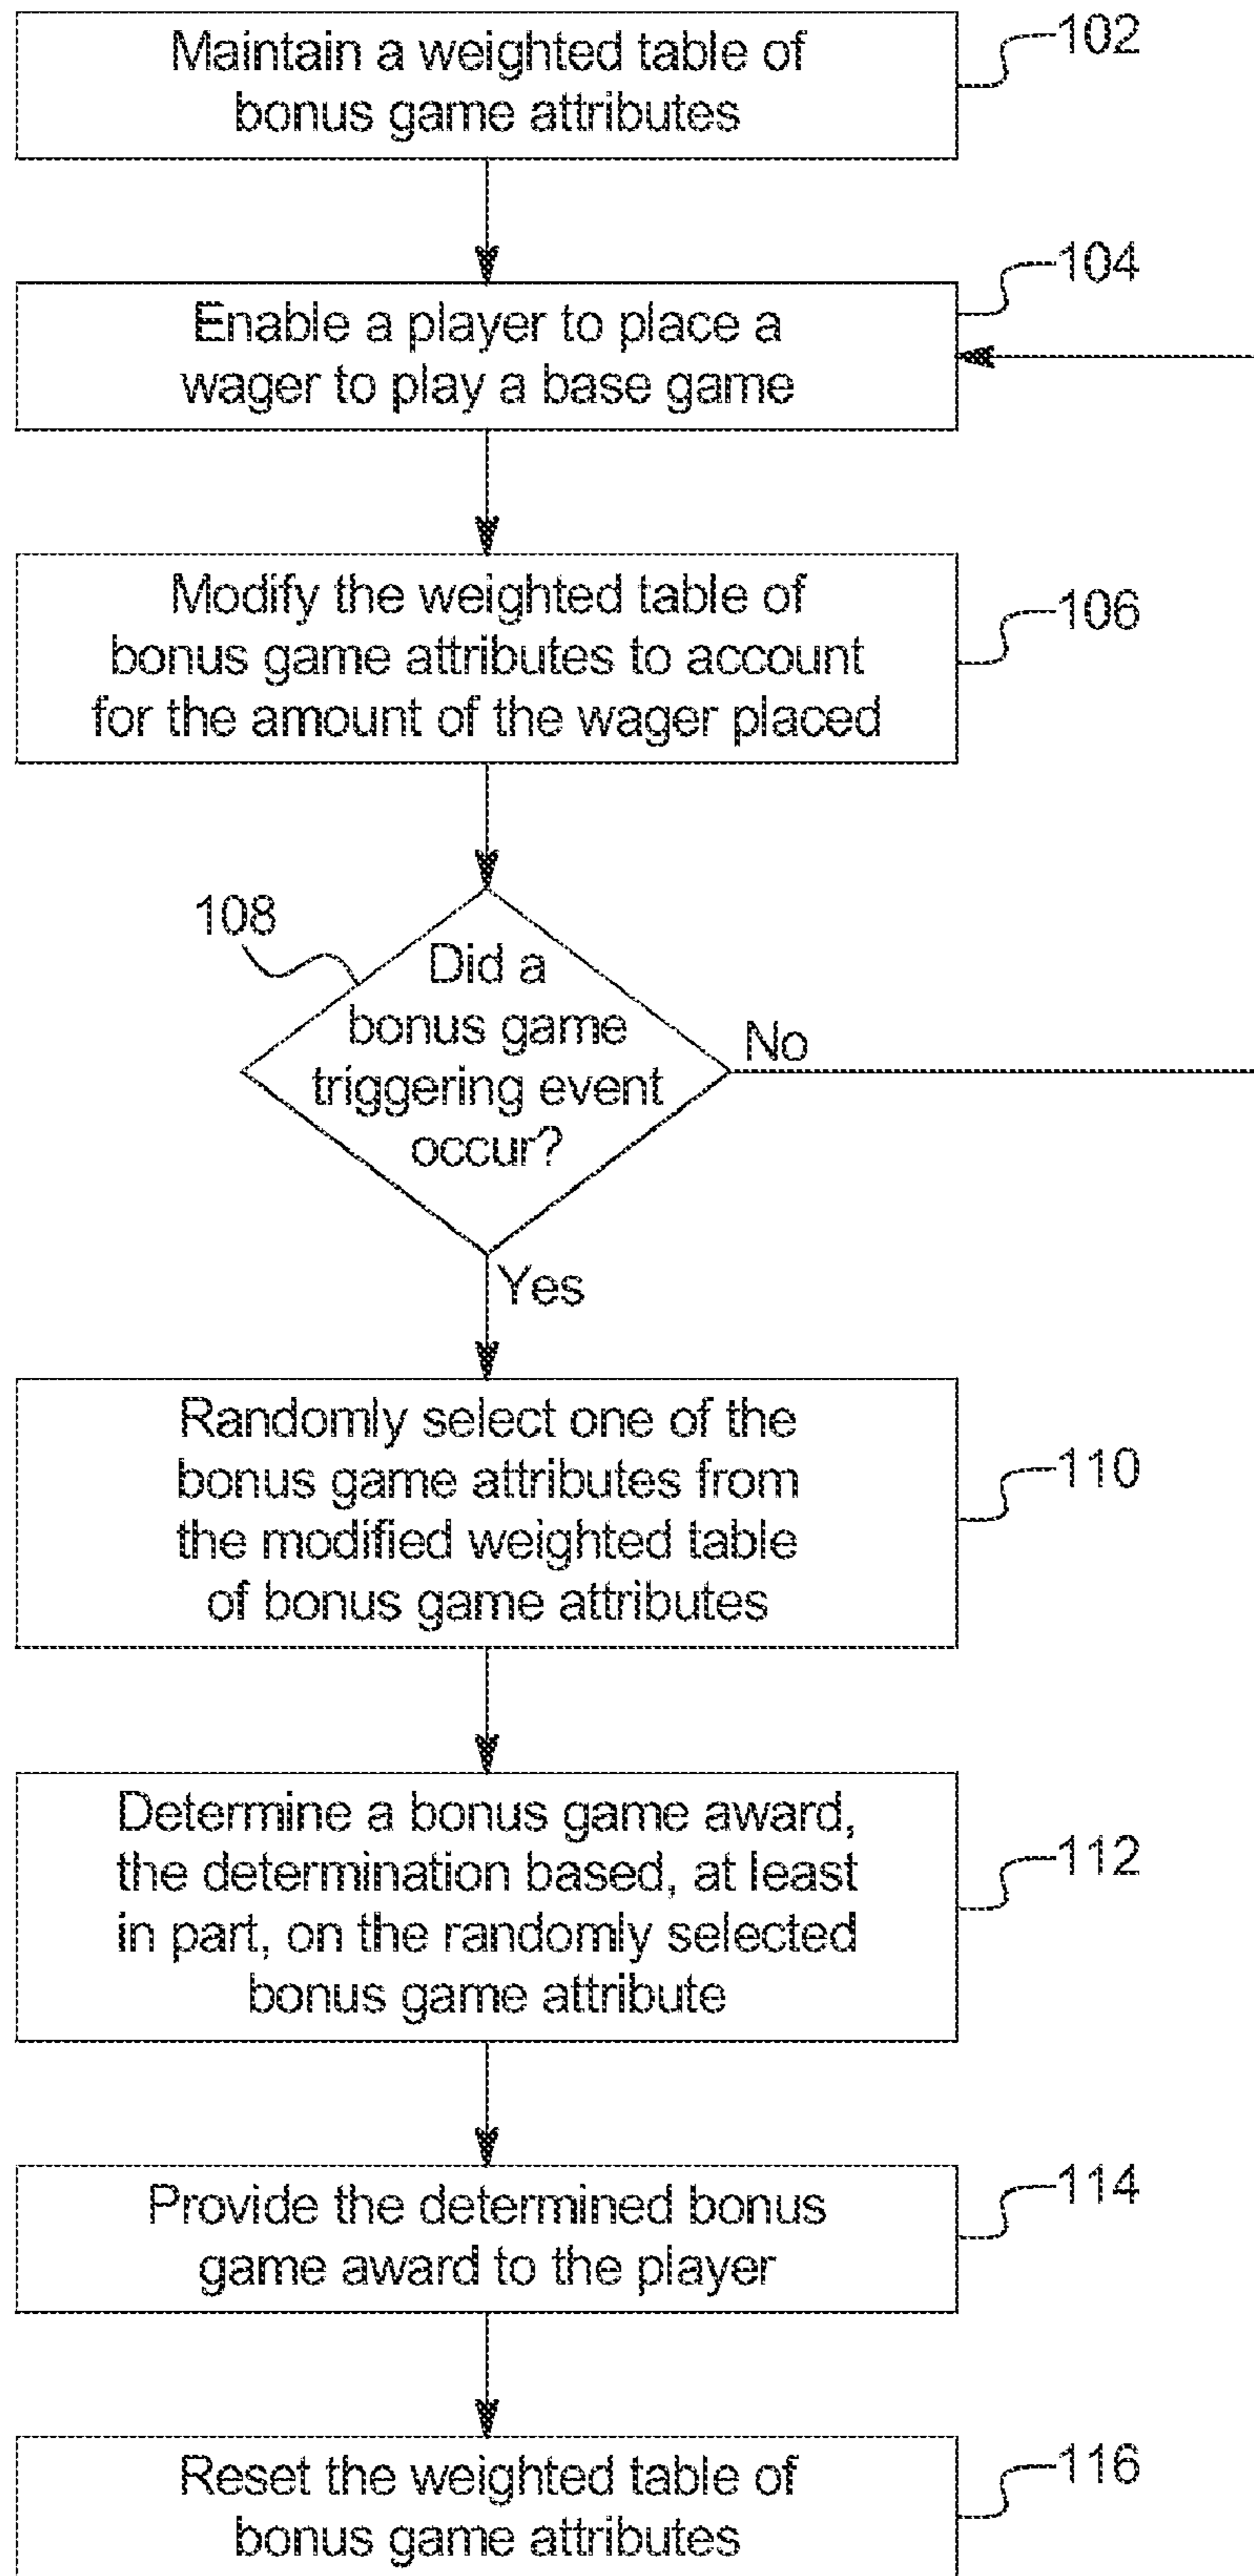 Maintain a weighted table of
bonus game attributes
102
Enable a player to place a
wager to play a base game
104
Modify the weighted table of
bonus game attributes to account
for the amount of the wager placed
106
108
Did a
bonus game
triggering event
occur?
No
Yes
Randomly select one of the
bonus game attributes from
the modified weighted table
of bonus game attributes
110
Determine a bonus game award,
the determination based, at least
in part, on the randomly selected
bonus game attribute
112
Provide the determined bonus
game award to the player
114
Reset the weighted table of
bonus game attributes
116